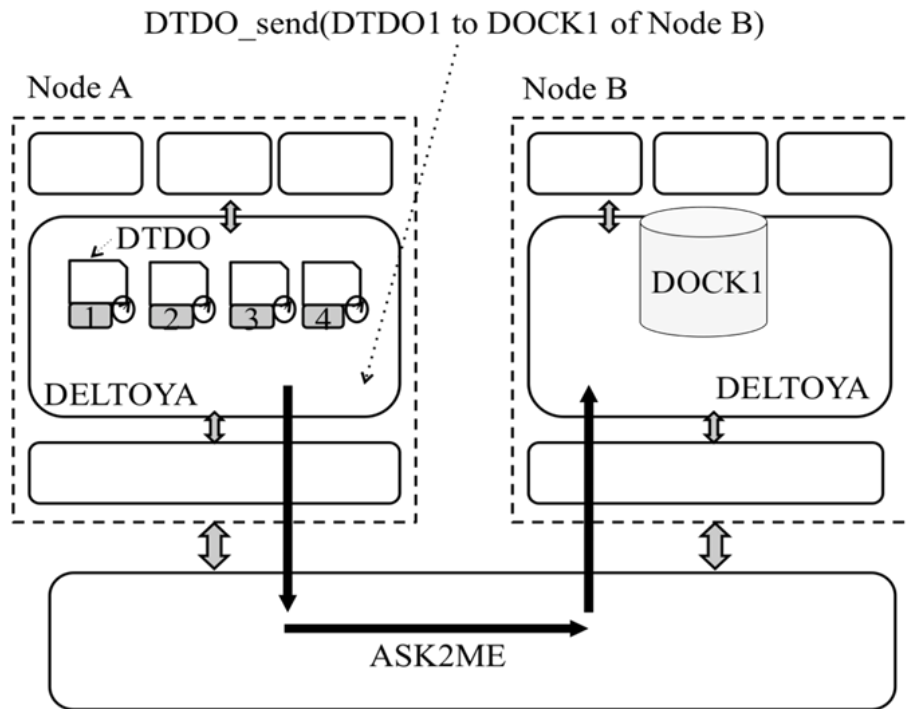 DTDO_send(DTDO1 to DOCK1 of Node B)
Node A
Node B
DTDO
1 2 3 4
DOCK1
DELTOYA
DELTOYA
ASK2ME